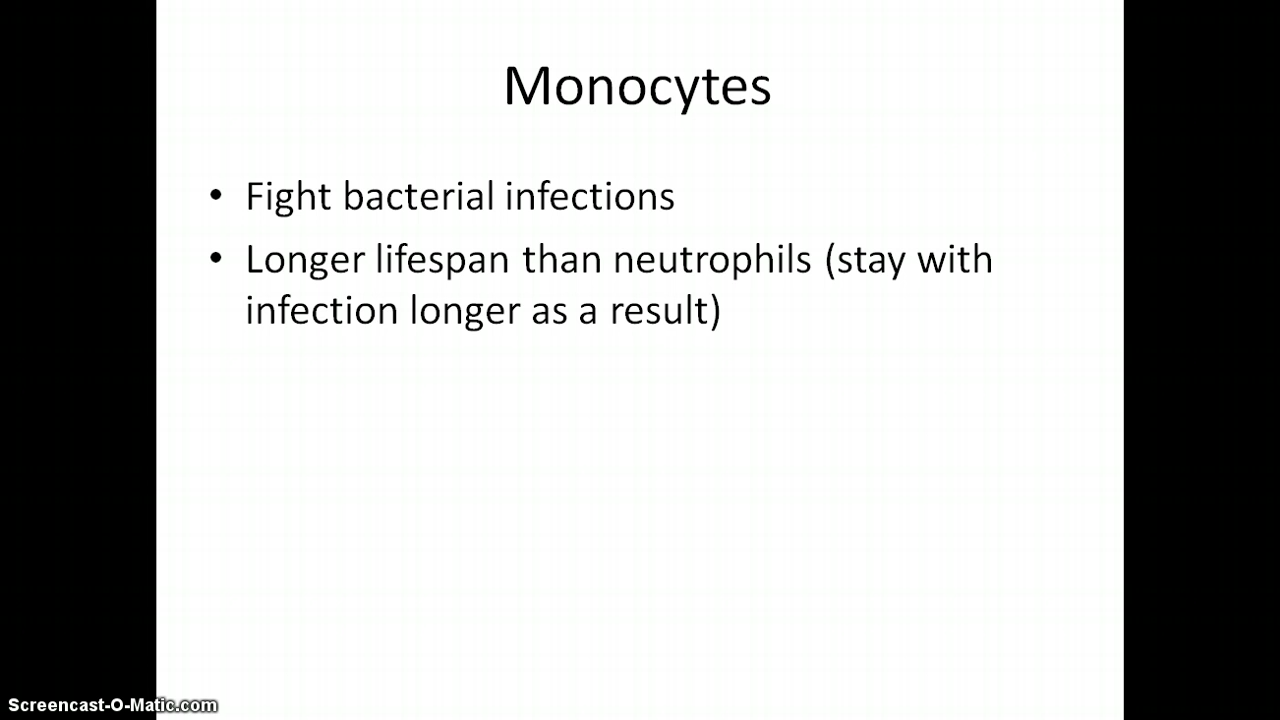 Monocytes
• Fight bacterial infections
• Longer lifespan than neutrophils (stay with
infection longer as a result)
Screencast-O-Matic.com